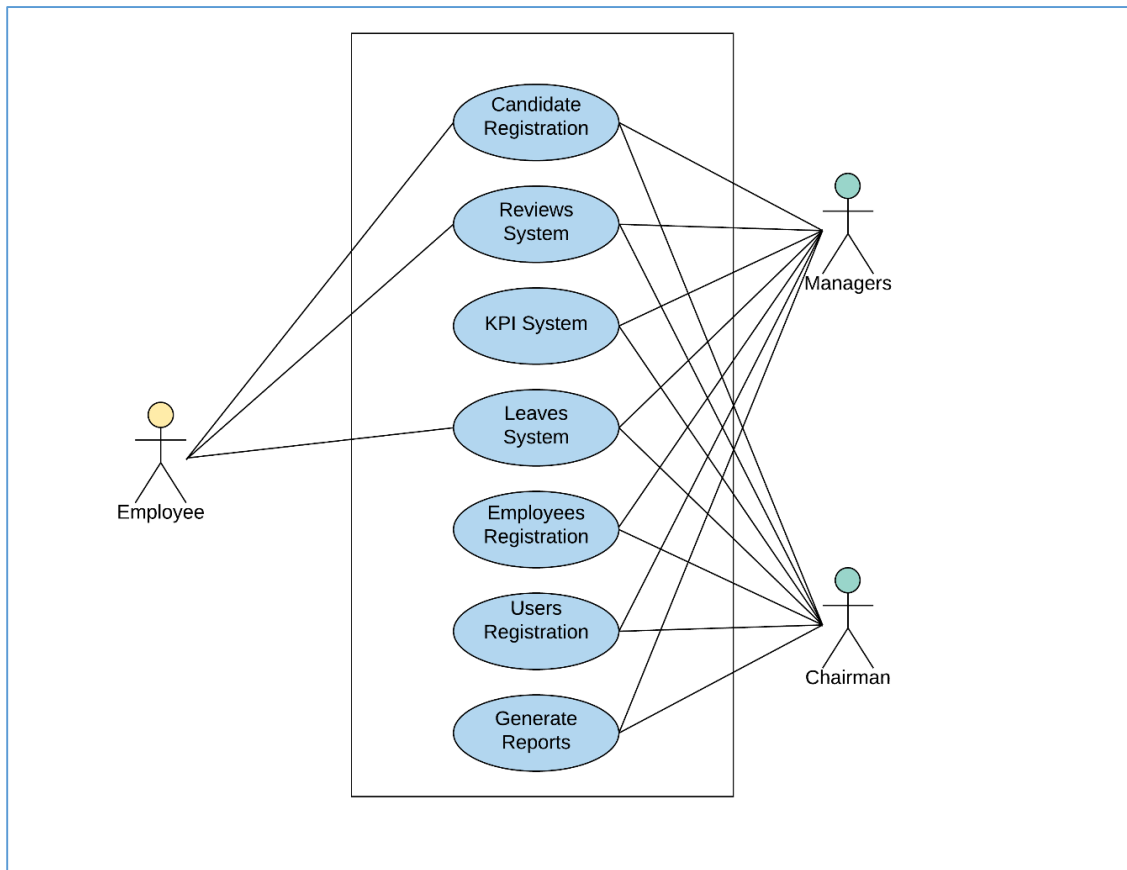 Candidate
Registration
Reviews
System
Managers
KPI System
Leaves
System
Employee
Employees
Registration
Users
Registration
Chairman
Generate
Reports